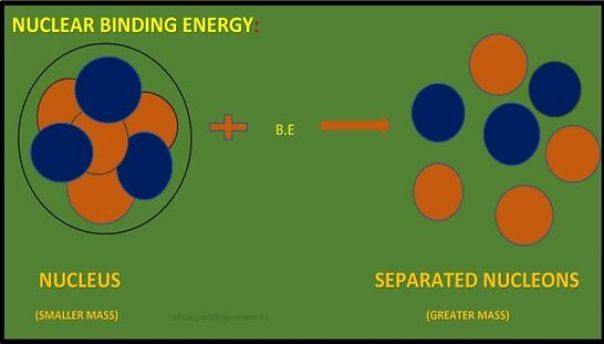 NUCLEAR BINDING ENERGY:
B.E
NUCLEUS
SEPARATED NUCLEONS
(SMALLER MASS)
(GREATER MASS)